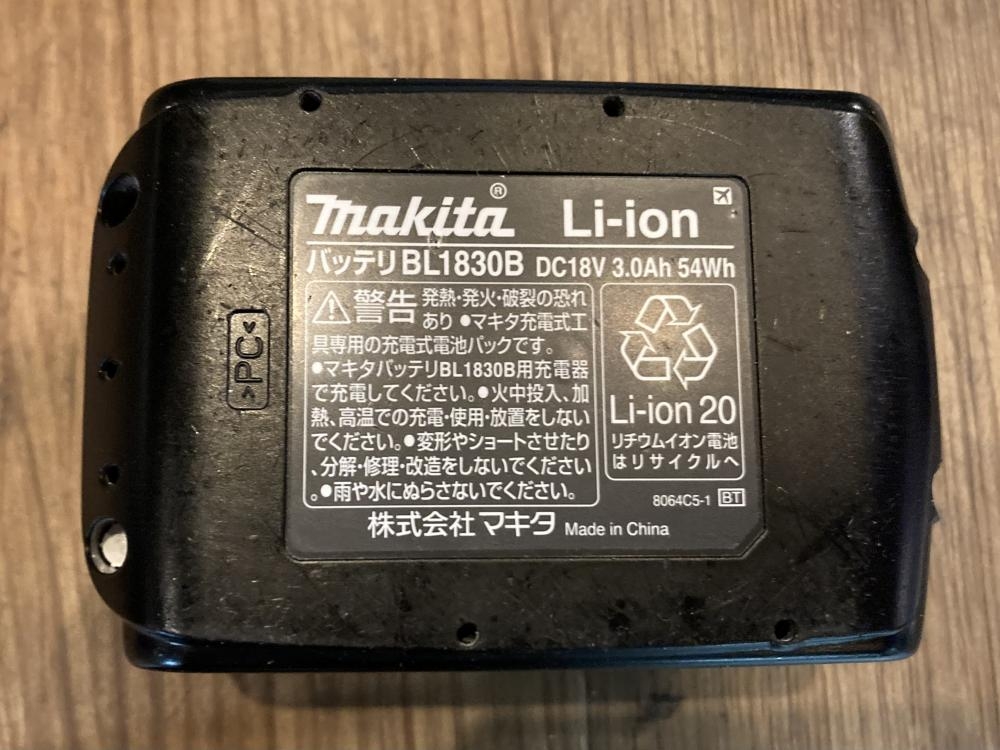 makita® Li-ion
バッテリBL1830B DC18V 3.0Ah 54Wh
警告 発熱・発火・破裂の恐れ
あり ●マキタ充電式工
具専用の充電式電池パックです。
●マキタバッテリBL1830B用充電器
で充電してください。●火中投入、加
熱、高温での充電・使用・放置をしない
でください。●変形やショートさせたり
、分解・修理・改造をしないでください
。●雨や水にぬらさないでください。
Li-ion 20
リチウムイオン電池
はリサイクルへ
8064C5-1 BT
株式会社マキタ Made in China
>PC<